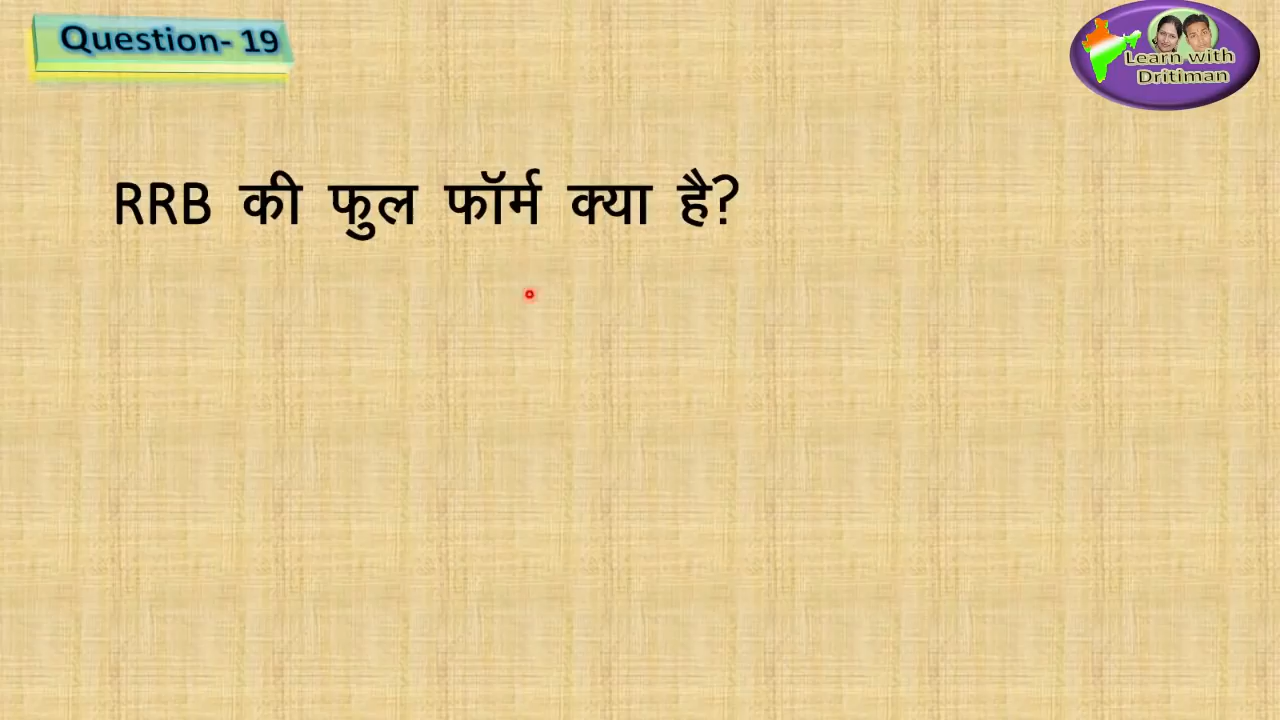 Question- 19
Learn with
Dritiman
RRB की फुल फॉर्म क्या है?